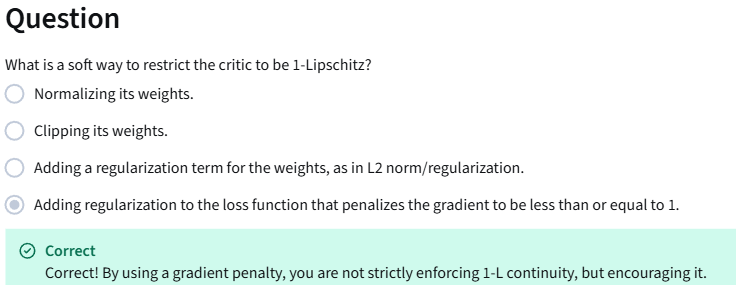 Question
What is a soft way to restrict the critic to be 1-Lipschitz?
Normalizing its weights.
Clipping its weights.
Adding a regularization term for the weights, as in L2 norm/regularization.
Adding regularization to the loss function that penalizes the gradient to be less than or equal to 1.
Correct
Correct! By using a gradient penalty, you are not strictly enforcing 1-L continuity, but encouraging it.